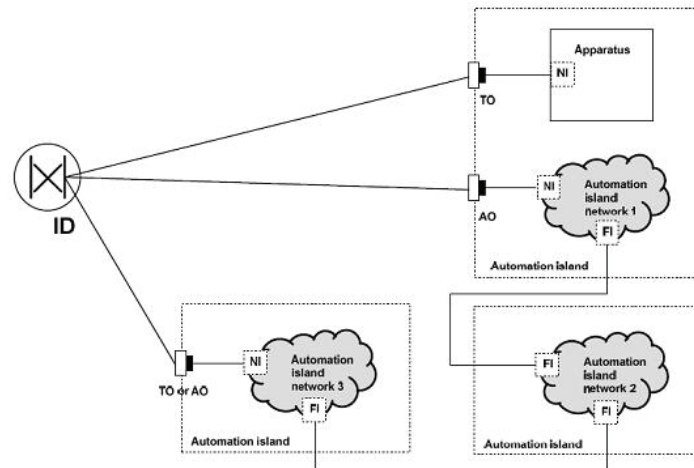 Apparatus
NI
TO
ID
NI
Automation
island
network 1
AO
FI
Automation island
NI
Automation
island
network 3
TO or AO
FI
Automation island
FI
Automation
island
network 2
FI
Automation island